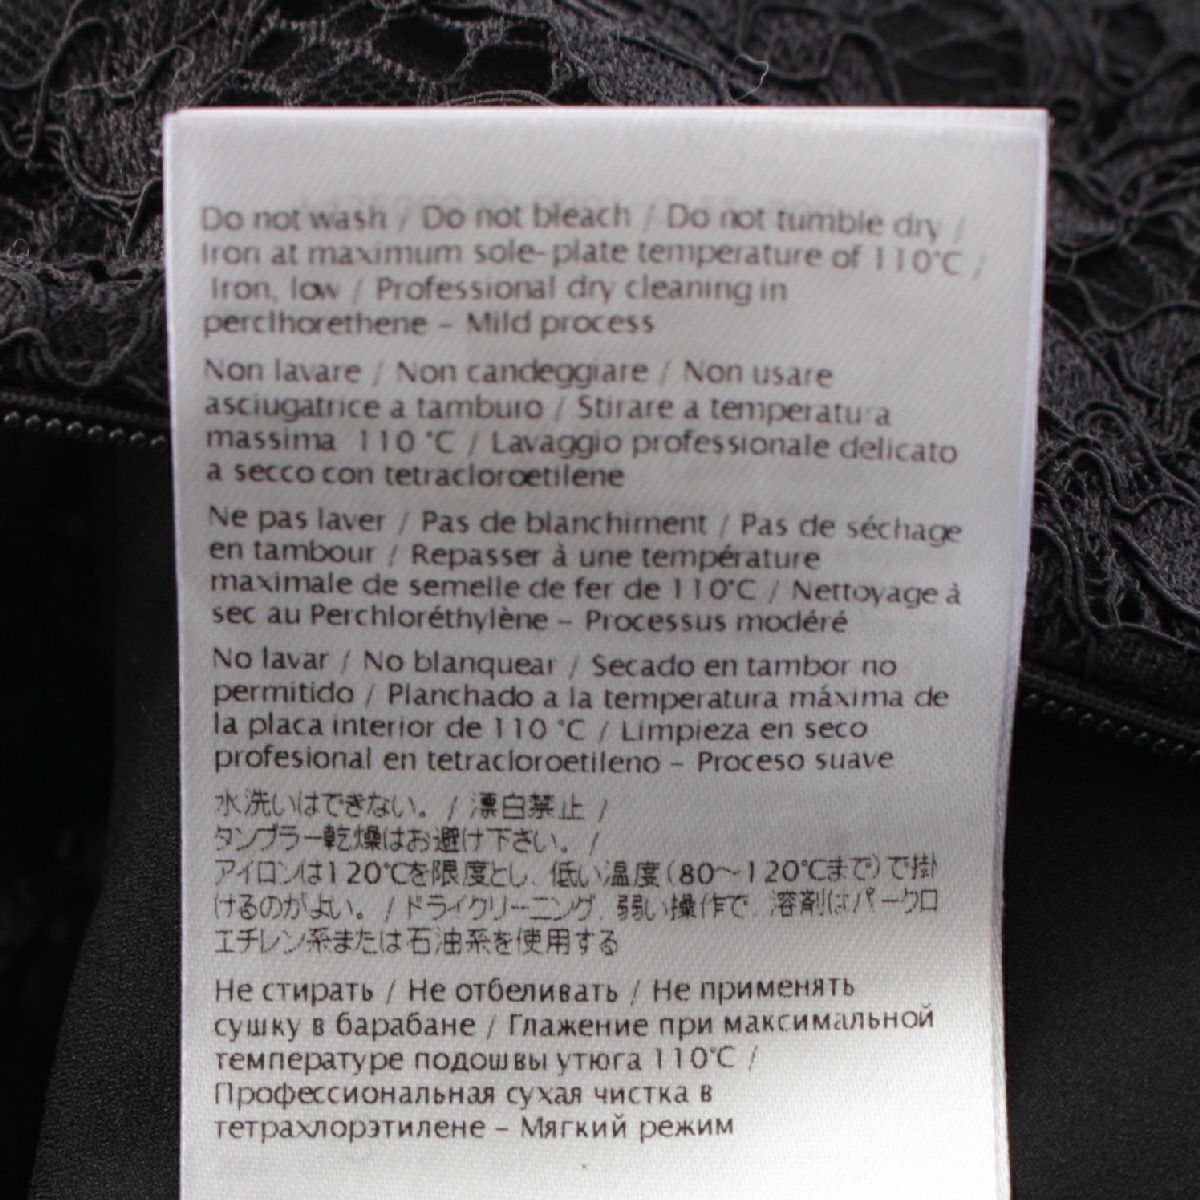 Do not wash / Do not bleach / Do not tumble dry /
Iron at maximum sole-plate temperature of 110°C /
Iron, low / Professional dry cleaning in
perclhorethene – Mild process
Non lavare / Non candeggiare / Non usare
asciugatrice a tamburo / Stirare a temperatura
massima 110 °C / Lavaggio professionale delicato
a secco con tetracloroetilene
Ne pas laver / Pas de blanchiment / Pas de séchage
en tambour / Repasser à une température
maximale de semelle de fer de 110°C / Nettoyage à
sec au Perchloréthylène – Processus modéré
No lavar / No blanquear / Secado en tambor no
permitido / Planchado a la temperatura máxima de
la placa interior de 110 °C / Limpieza en seco
profesional en tetracloroetileno – Proceso suave
水洗いはできない。/ 漂白禁止 /
タンブラー乾燥はお避け下さい。/
アイロンは120℃を限度とし、低い温度(80～120℃まで)で掛
けるのがよい。/ ドライクリーニング、弱い操作で、溶剤はパークロ
エチレン系または石油系を使用する
Не стирать / Не отбеливать / Не применять
сушку в барабане / Глажение при максимальной
температуре подошвы утюга 110°C /
Профессиональная сухая чистка в
тетрахлорэтилене – Мягкий режим